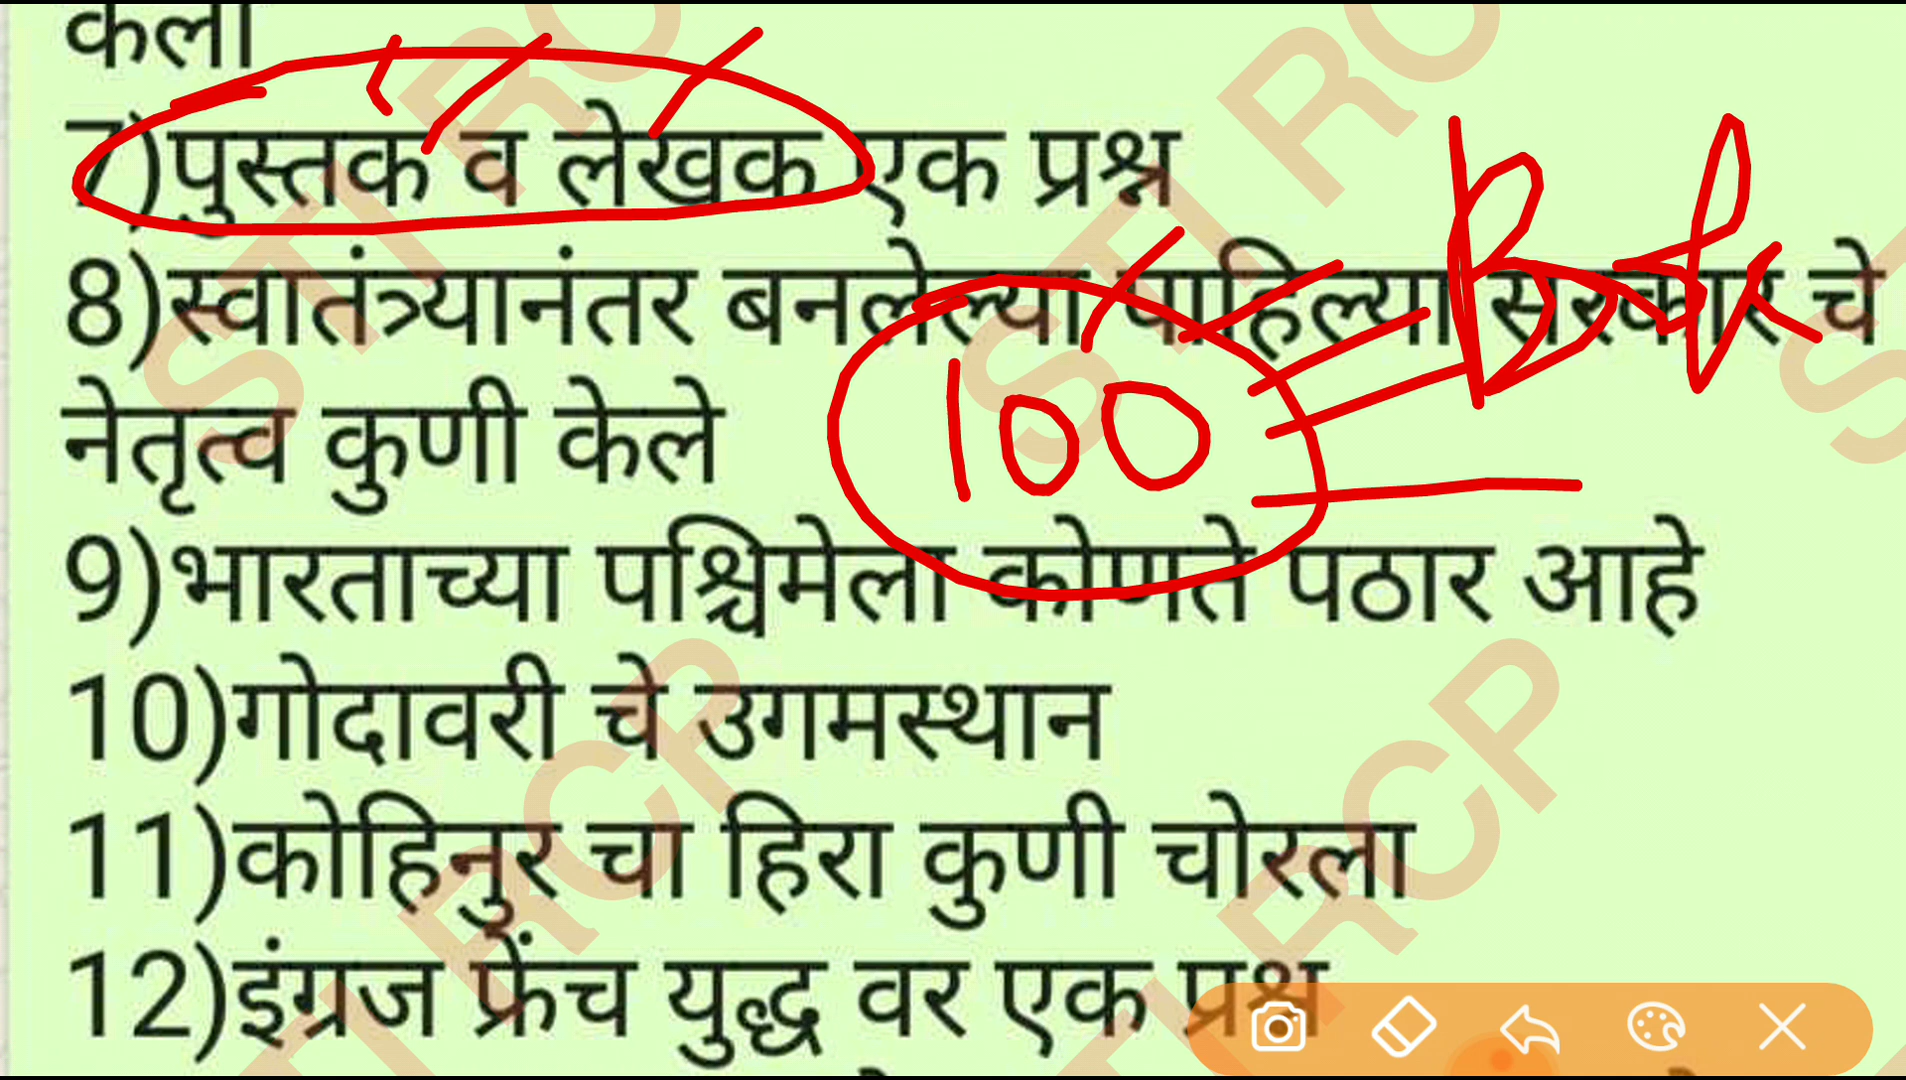 केला
7)पुस्तक व लेखक एक प्रश्न
8)स्वातंत्र्यानंतर बनलेल्या पाहिल्या सरकार चे
नेतृत्व कुणी केले
100
9)भारताच्या पश्चिमेला कोणते पठार आहे
10)गोदावरी चे उगमस्थान
11)कोहिनुर चा हिरा कुणी चोरला
12)इंग्रज फ्रेंच युद्ध वर एक प्रश्न